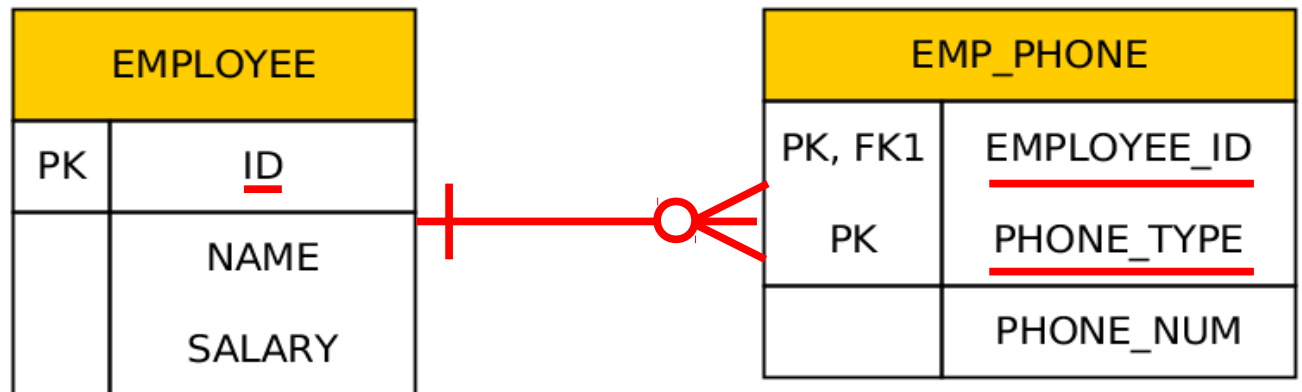 EMPLOYEE
PK ID
NAME
SALARY
EMP_PHONE
PK, FK1 EMPLOYEE_ID
PK PHONE_TYPE
PHONE_NUM